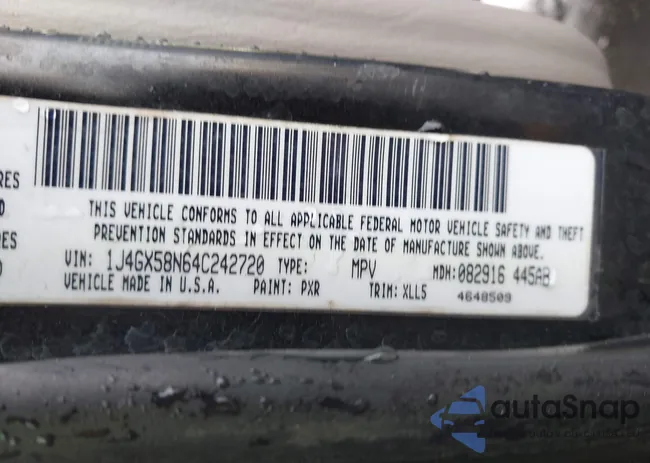 RES
THIS VEHICLE CONFORMS TO ALL APPLICABLE FEDERAL MOTOR VEHICLE SAFETY AND THEFT
PREVENTION STANDARDS IN EFFECT ON THE DATE OF MANUFACTURE SHOWN ABOVE.
RES
VIN: 1J4GX58N64C242720 TYPE: MPV MDH:082916 445AB
VEHICLE MADE IN U.S.A. PAINT: PXR TRIM:XLL5 4648509
autoSnap